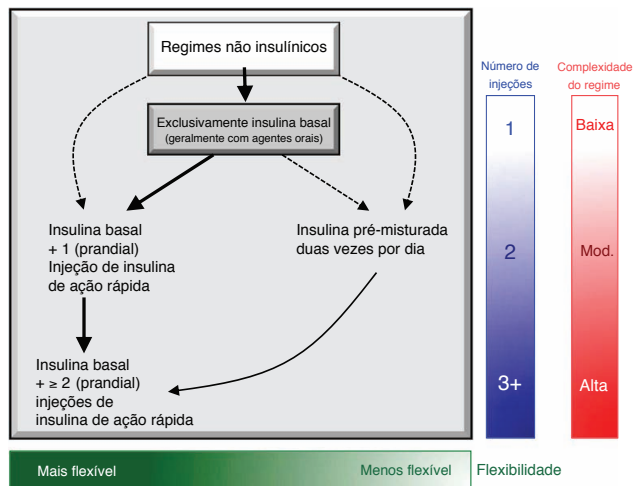 Regimes não insulínicos
Exclusivamente insulina basal
(geralmente com agentes orais)
Insulina basal
+ 1 (prandial)
Injeção de insulina
de ação rápida
Insulina pré-misturada
duas vezes por dia
Insulina basal
+ ≥ 2 (prandial)
injeções de
insulina de ação rápida
Número de
injeções
1
2
3+
Complexidade
do regime
Baixa
Mod.
Alta
Mais flexível
Menos flexível
Flexibilidade